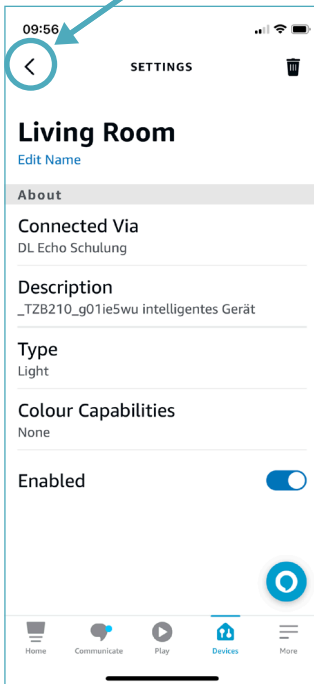 09:56
SETTINGS
Living Room
Edit Name
About
Connected Via
DL Echo Schulung
Description
_TZB210_g01ie5wu intelligentes Gerät
Type
Light
Colour Capabilities
None
Enabled
Home Communicate Play Devices More